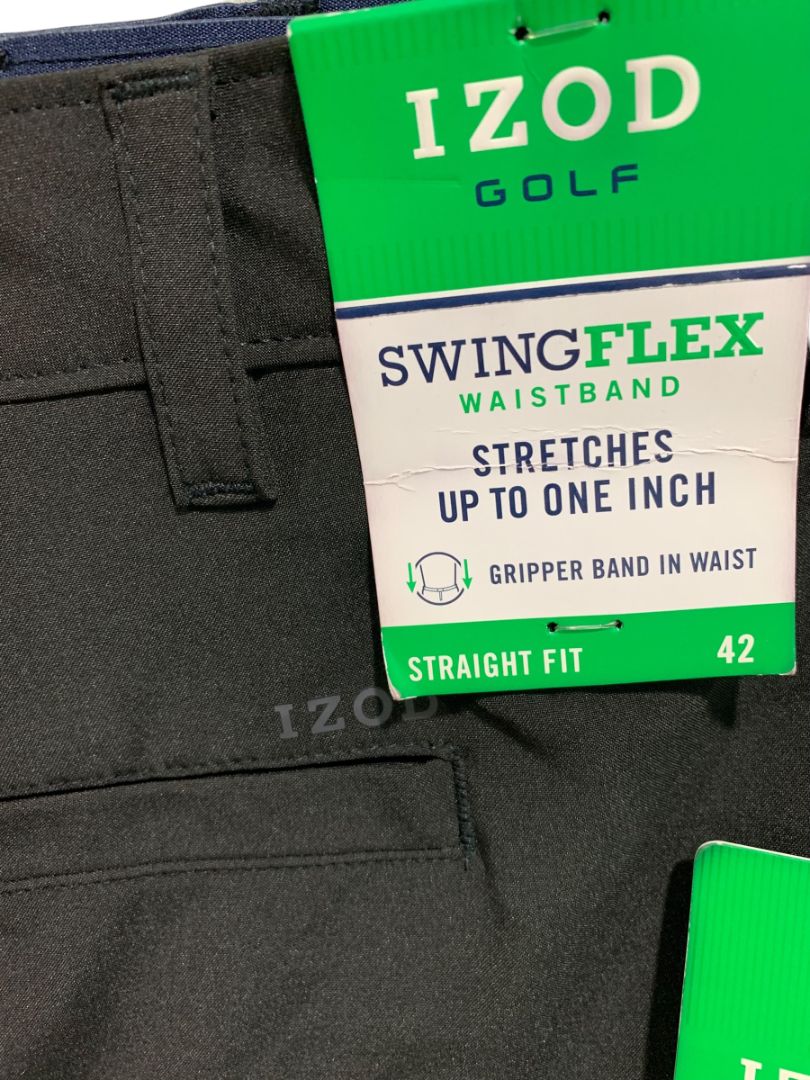 IZOD
GOLF
SWINGFLEX
WAISTBAND
STRETCHES
UP TO ONE INCH
GRIPPER BAND IN WAIST
STRAIGHT FIT 42
IZOD